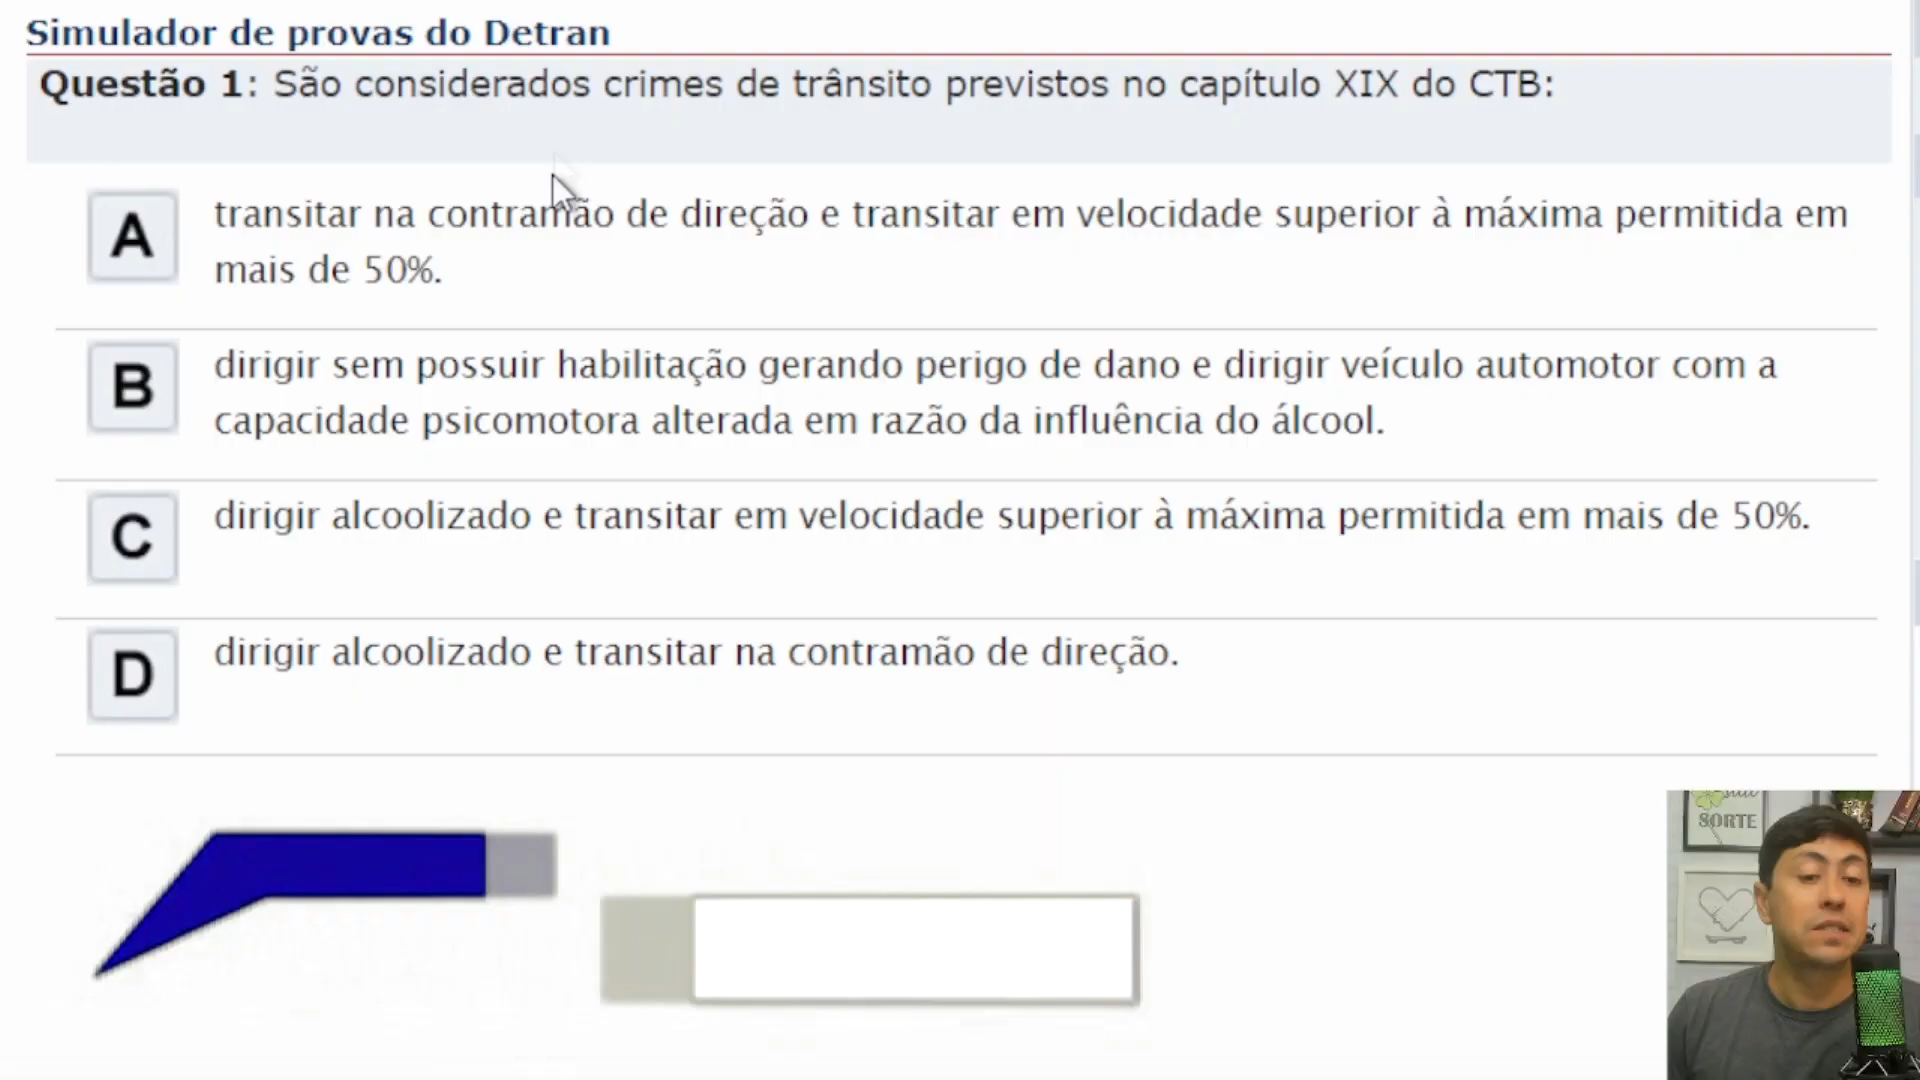 Simulador de provas do Detran
Questão 1: São considerados crimes de trânsito previstos no capítulo XIX do CTB:
A
transitar na contramão de direção e transitar em velocidade superior à máxima permitida em
mais de 50%.
B
dirigir sem possuir habilitação gerando perigo de dano e dirigir veículo automotor com a
capacidade psicomotora alterada em razão da influência do álcool.
C
dirigir alcoolizado e transitar em velocidade superior à máxima permitida em mais de 50%.
D
dirigir alcoolizado e transitar na contramão de direção.
SORTE